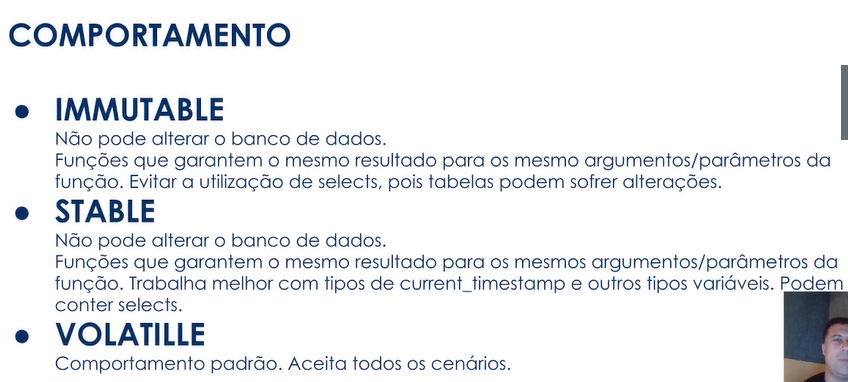 COMPORTAMENTO
● IMMUTABLE
Não pode alterar o banco de dados.
Funções que garantem o mesmo resultado para os mesmo argumentos/parâmetros da
função. Evitar a utilização de selects, pois tabelas podem sofrer alterações.
● STABLE
Não pode alterar o banco de dados.
Funções que garantem o mesmo resultado para os mesmos argumentos/parâmetros da
função. Trabalha melhor com tipos de current_timestamp e outros tipos variáveis. Podem
conter selects.
● VOLATILLE
Comportamento padrão. Aceita todos os cenários.